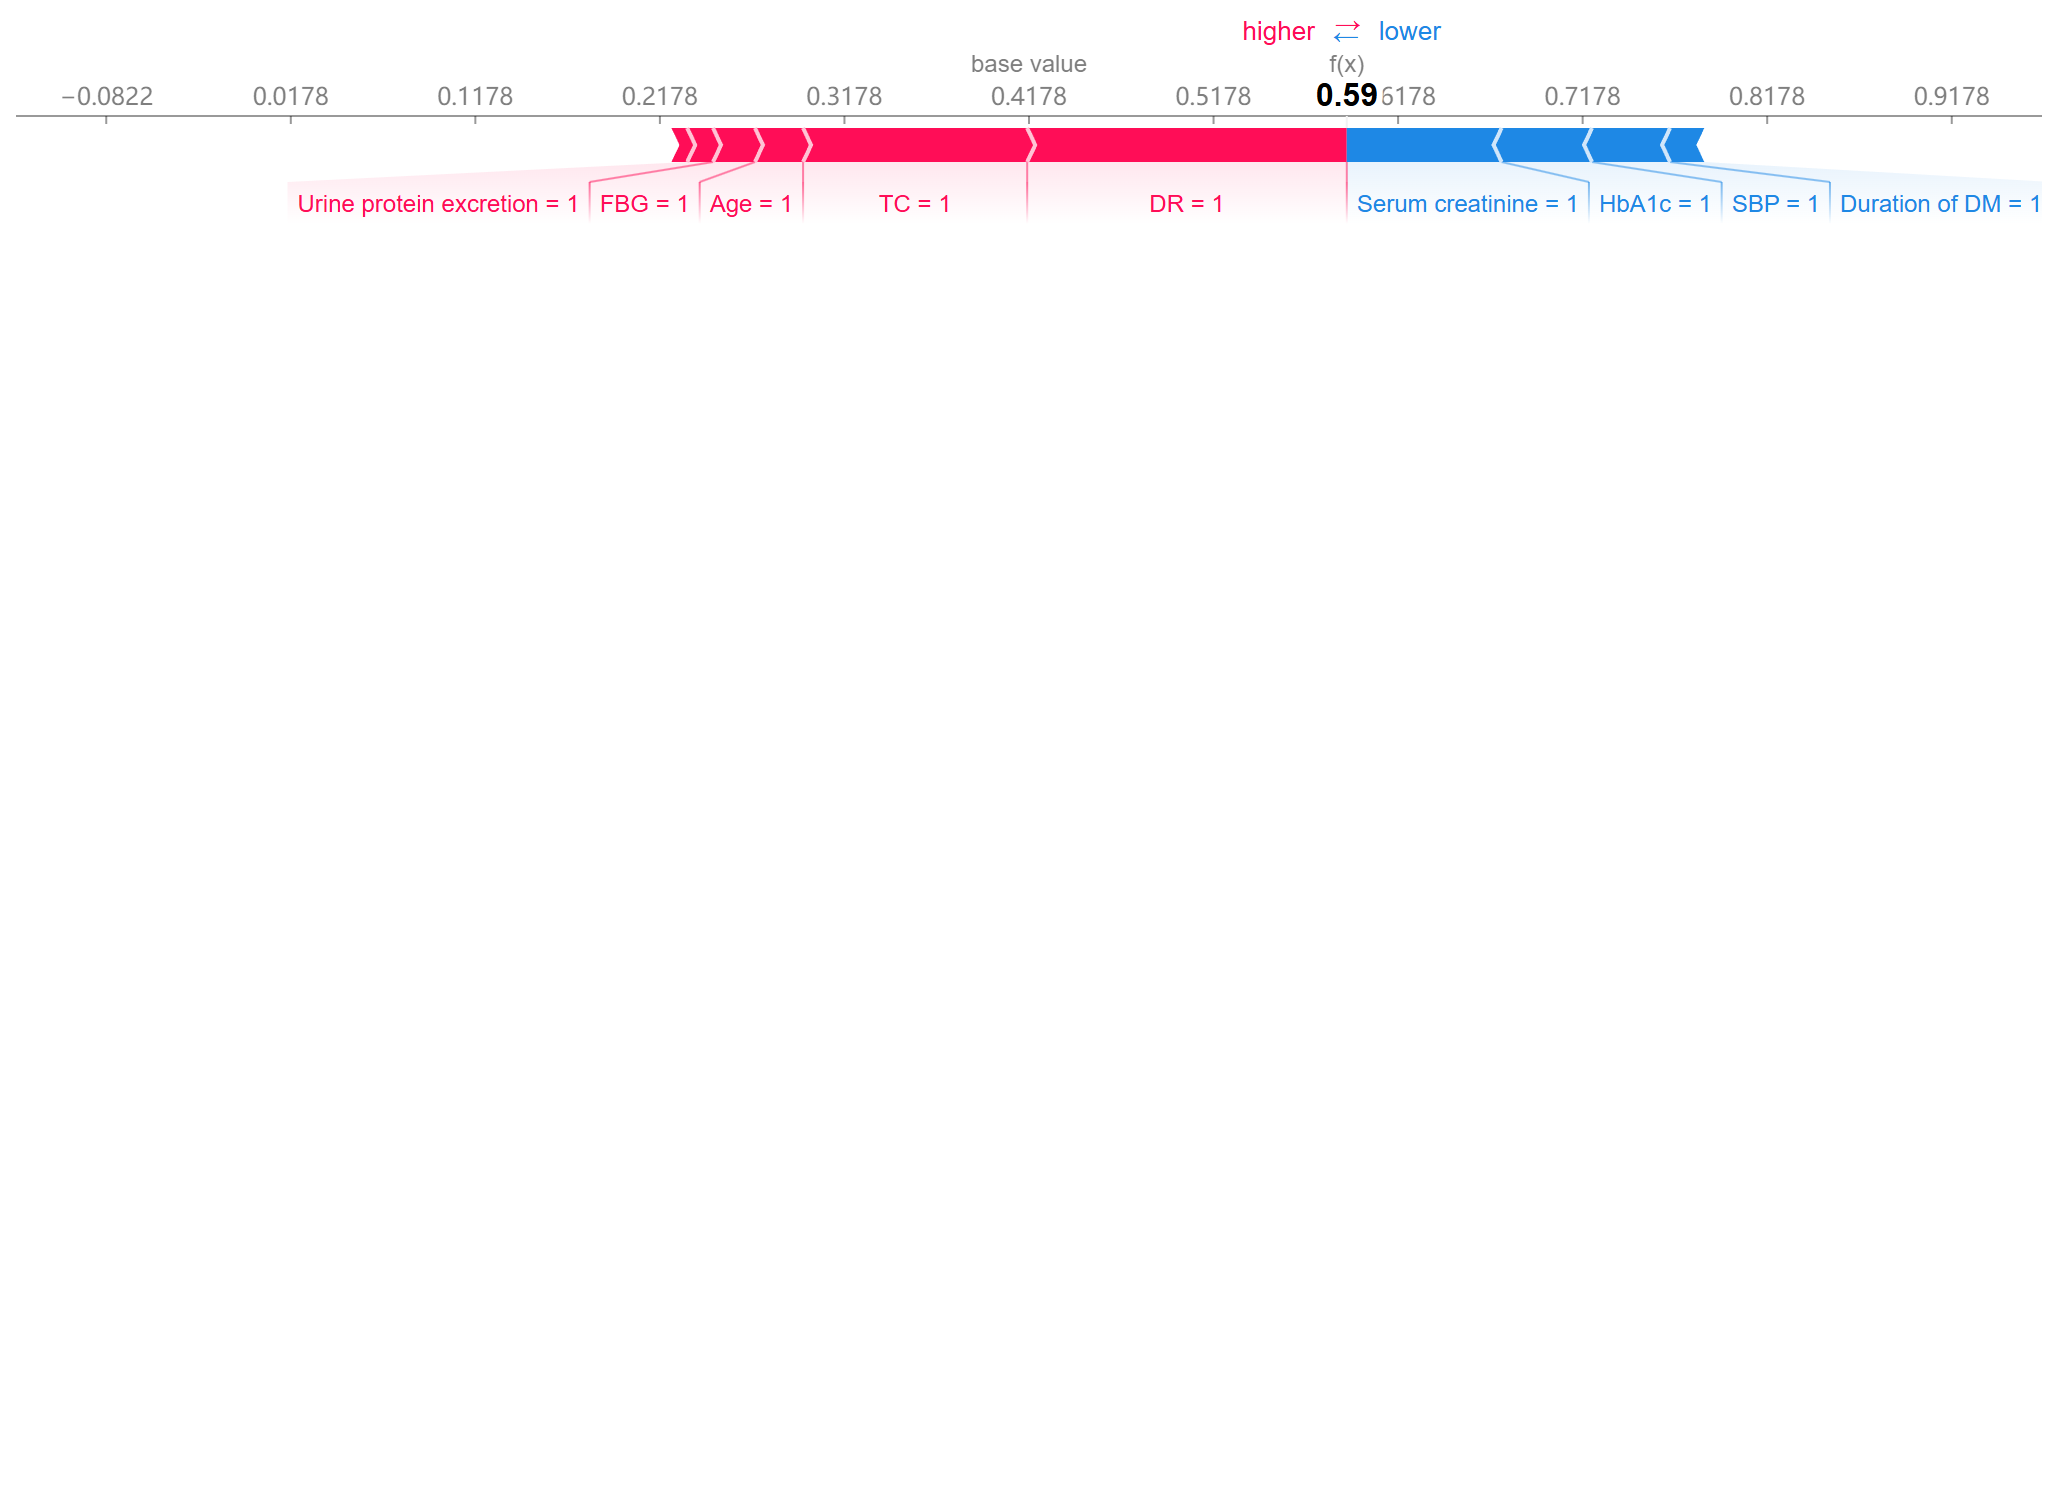 higher ⇄ lower
base value f(x)
−0.0822 0.0178 0.1178 0.2178 0.3178 0.4178 0.5178 0.59 6178 0.7178 0.8178 0.9178
Urine protein excretion = 1 FBG = 1 Age = 1 TC = 1 DR = 1 Serum creatinine = 1 HbA1c = 1 SBP = 1 Duration of DM = 1